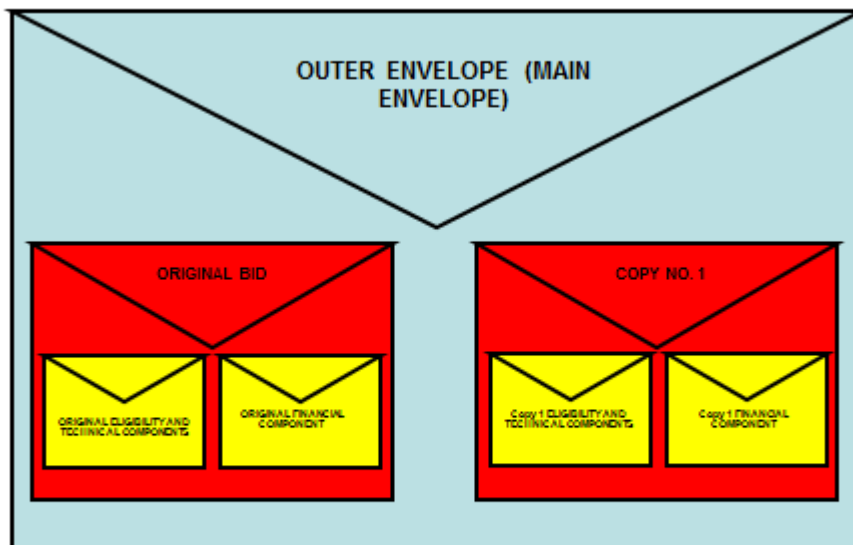 OUTER ENVELOPE (MAIN
ENVELOPE)
ORIGINAL BID
COPY NO. 1
ORIGINAL ELIGIBILITY AND
TECHNICAL COMPONENTS
ORIGINAL FINANCIAL
COMPONENT
Copy 1 ELIGIBILITY AND
TECHNICAL COMPONENTS
Copy 1 FINANCIAL
COMPONENT